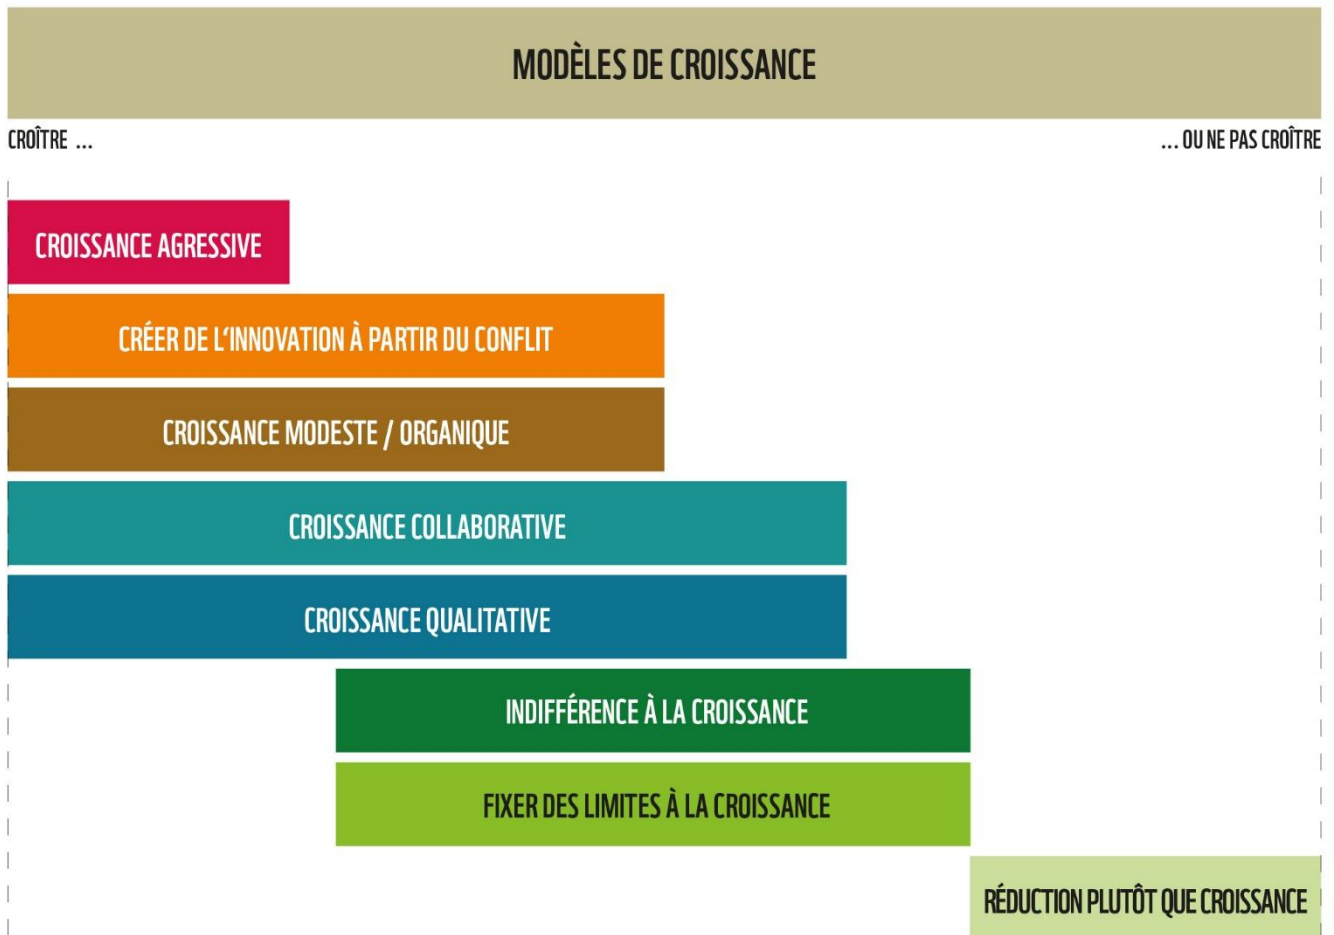 MODÈLES DE CROISSANCE
CROÎTRE ...
... OU NE PAS CROÎTRE
CROISSANCE AGRESSIVE
CRÉER DE L‘INNOVATION À PARTIR DU CONFLIT
CROISSANCE MODESTE / ORGANIQUE
CROISSANCE COLLABORATIVE
CROISSANCE QUALITATIVE
INDIFFÉRENCE À LA CROISSANCE
FIXER DES LIMITES À LA CROISSANCE
RÉDUCTION PLUTÔT QUE CROISSANCE